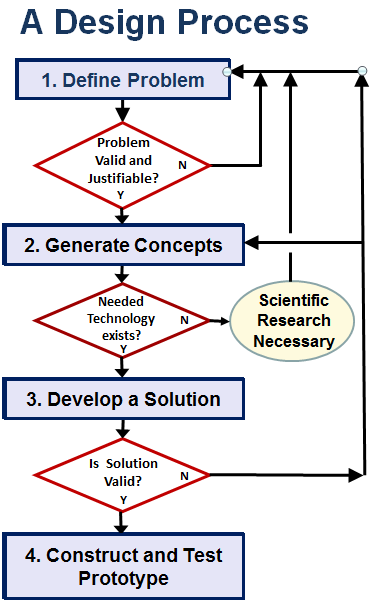 A Design Process
1. Define Problem
Problem
Valid and
Justifiable?
N
Y
2. Generate Concepts
Needed
Technology
exists?
N
Y
Scientific
Research
Necessary
3. Develop a Solution
Is Solution
Valid?
N
Y
4. Construct and Test
Prototype